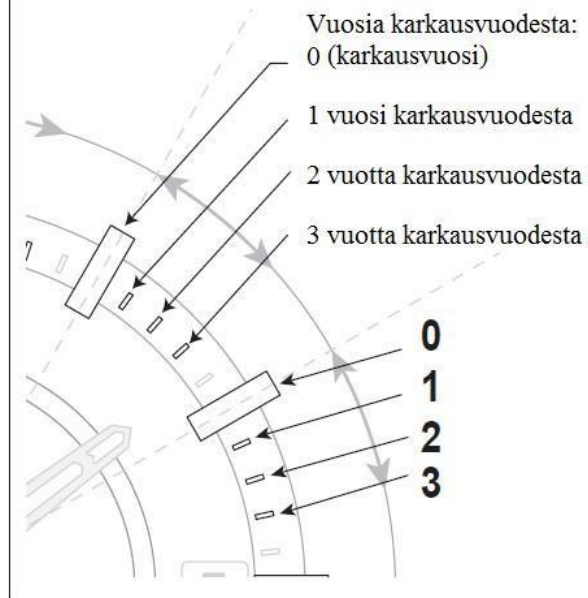 Vuosia karkausvuodesta:
0 (karkausvuosi)
1 vuosi karkausvuodesta
2 vuotta karkausvuodesta
3 vuotta karkausvuodesta
0
1
2
3